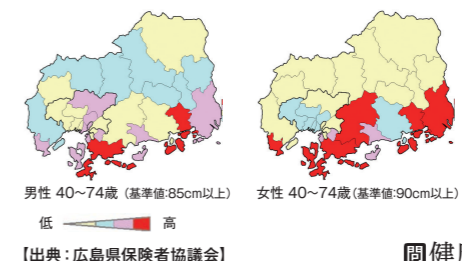 男性 40〜74歳（基準値:85cm以上） 女性 40〜74歳（基準値:90cm以上）
低 高
【出典：広島県保険者協議会】
問健